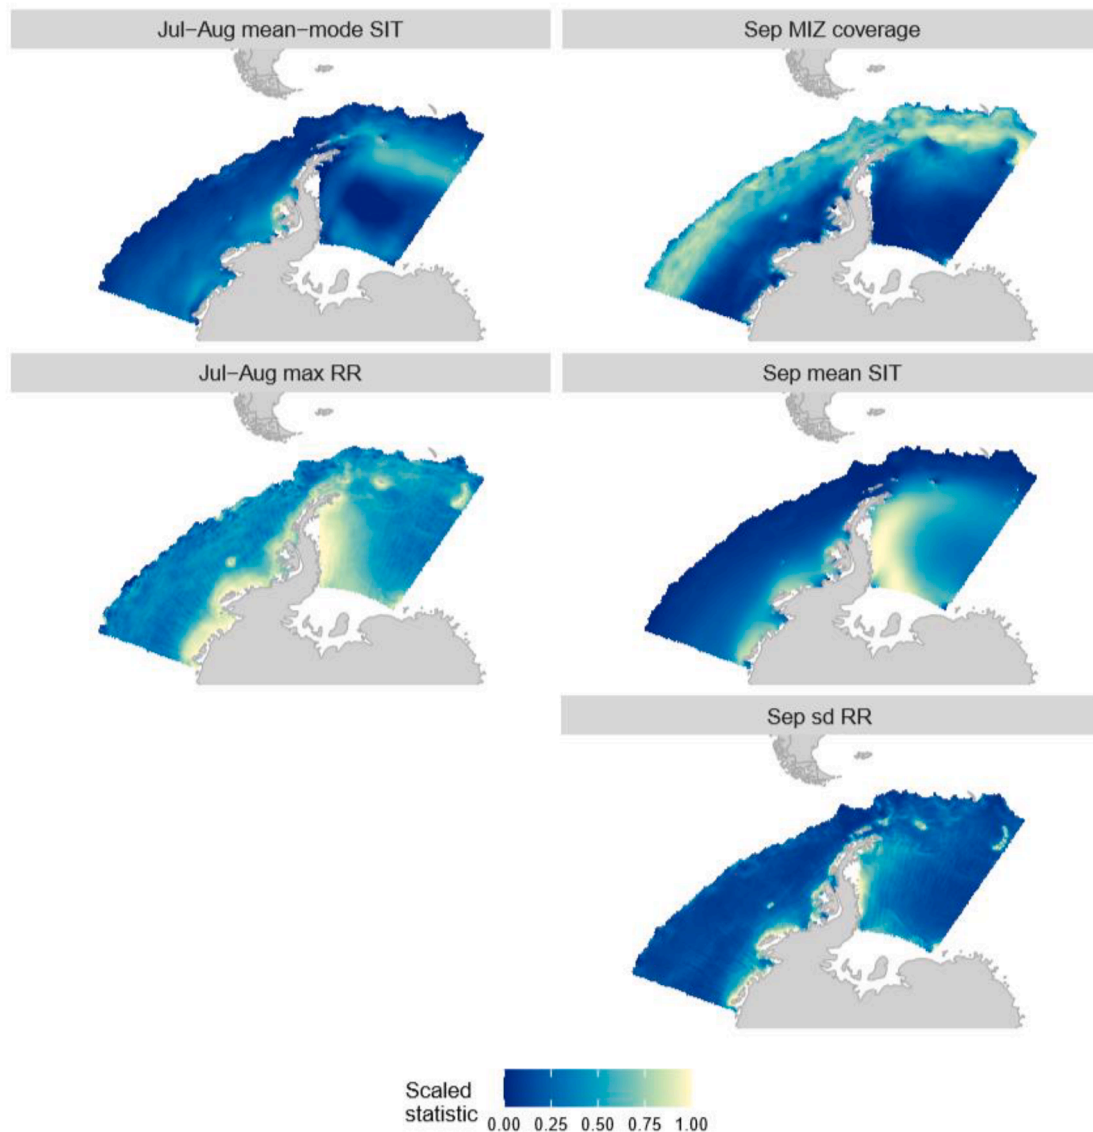 Jul−Aug mean−mode SIT
Sep MIZ coverage
Jul−Aug max RR
Sep mean SIT
Sep sd RR
Scaled
statistic
0.00 0.25 0.50 0.75 1.00